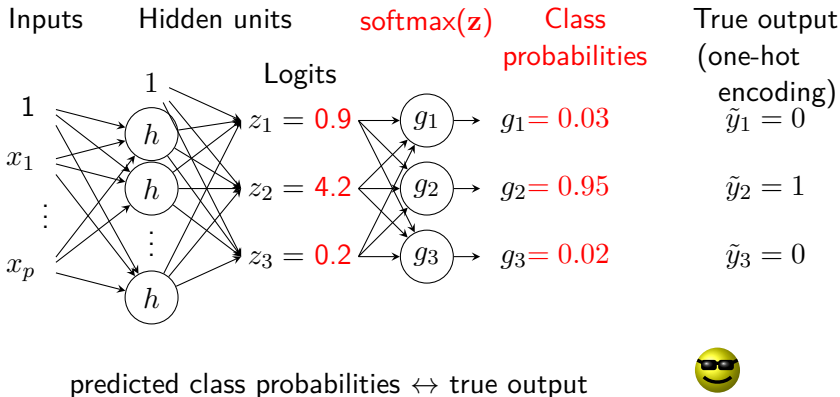 Inputs Hidden units softmax(z) Class probabilities True output (one-hot encoding)
Logits
1
1
x₁
⋮
xₚ
h
h
⋮
h
z₁ = 0.9 g₁ g₁ = 0.03 ỹ₁ = 0
z₂ = 4.2 g₂ g₂ = 0.95 ỹ₂ = 1
z₃ = 0.2 g₃ g₃ = 0.02 ỹ₃ = 0
predicted class probabilities ↔ true output